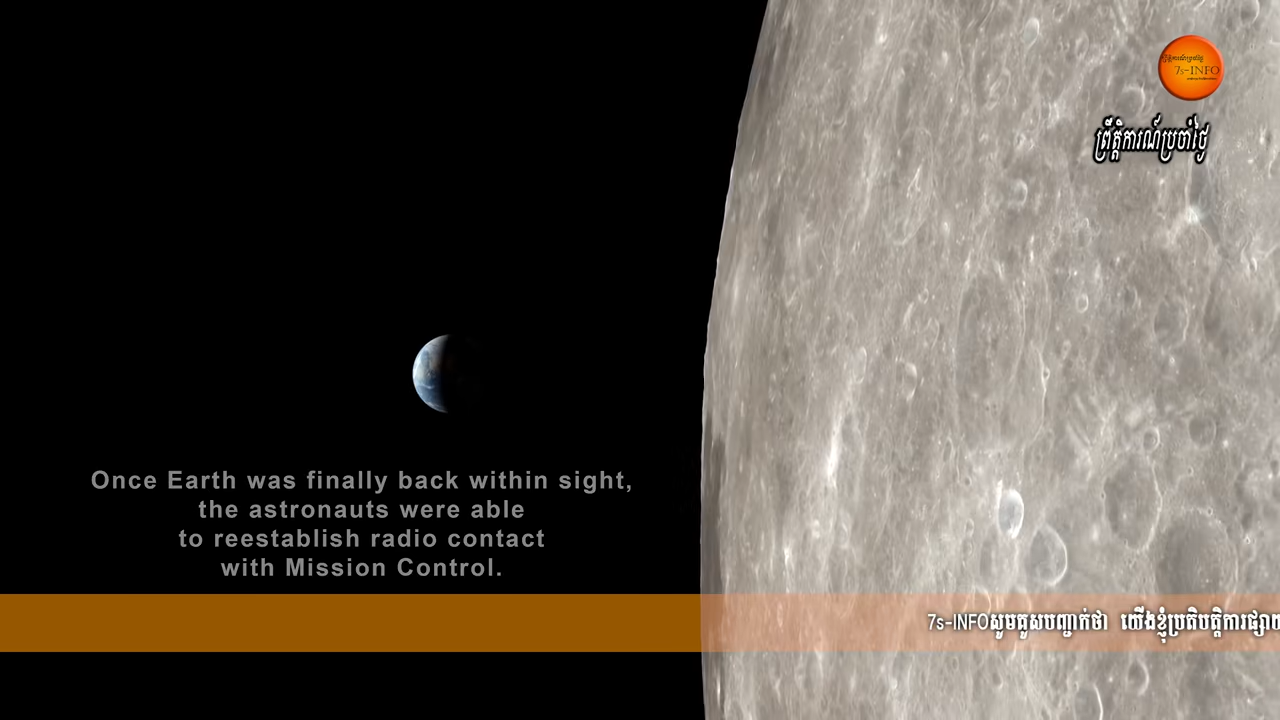 7s-INFO
ព្រឹត្តិការណ៍ប្រចាំថ្ងៃ
Once Earth was finally back within sight,
the astronauts were able
to reestablish radio contact
with Mission Control.
7s-INFOសូមគូសបញ្ជាក់ថា យើងខ្ញុំប្រតិបត្តិការផ្សាយ